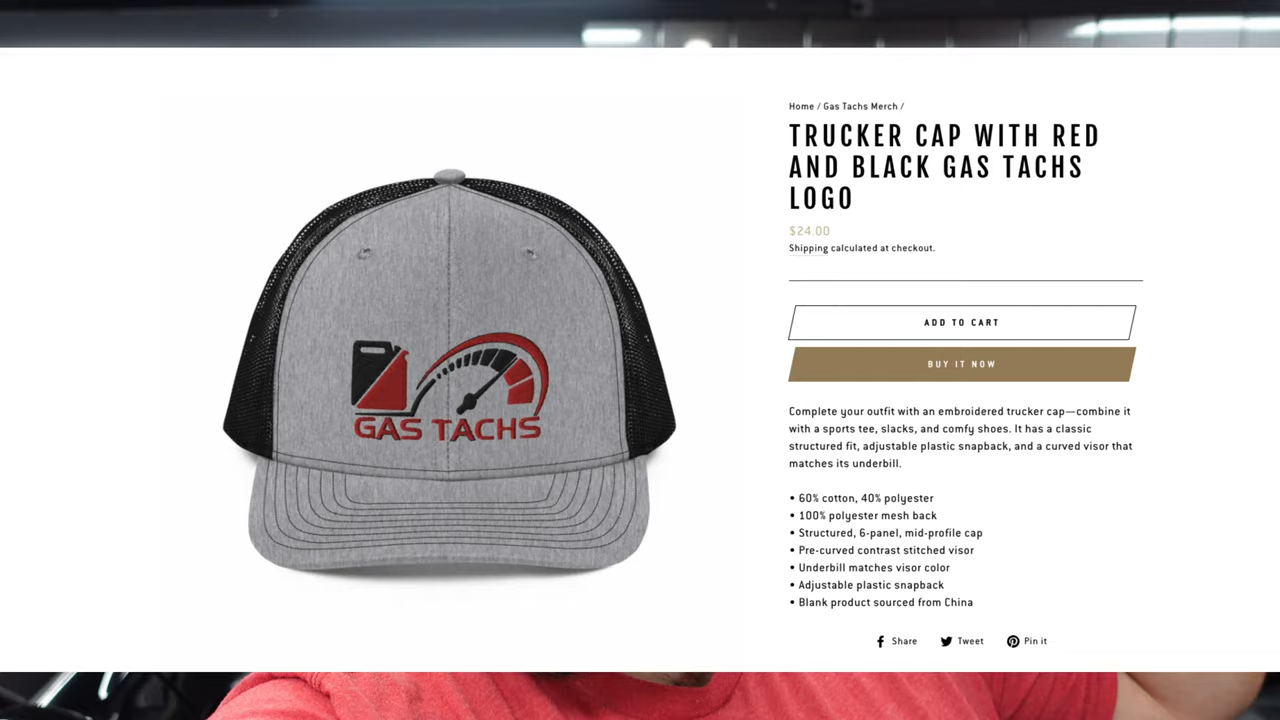 Home / Gas Tachs Merch /
TRUCKER CAP WITH RED
AND BLACK GAS TACHS
LOGO
$24.00
Shipping calculated at checkout.
ADD TO CART
BUY IT NOW
Complete your outfit with an embroidered trucker cap—combine it
with a sports tee, slacks, and comfy shoes. It has a classic
structured fit, adjustable plastic snapback, and a curved visor that
matches its underbill.
• 60% cotton, 40% polyester
• 100% polyester mesh back
• Structured, 6-panel, mid-profile cap
• Pre-curved contrast stitched visor
• Underbill matches visor color
• Adjustable plastic snapback
• Blank product sourced from China
Share Tweet Pin it
GAS TACHS